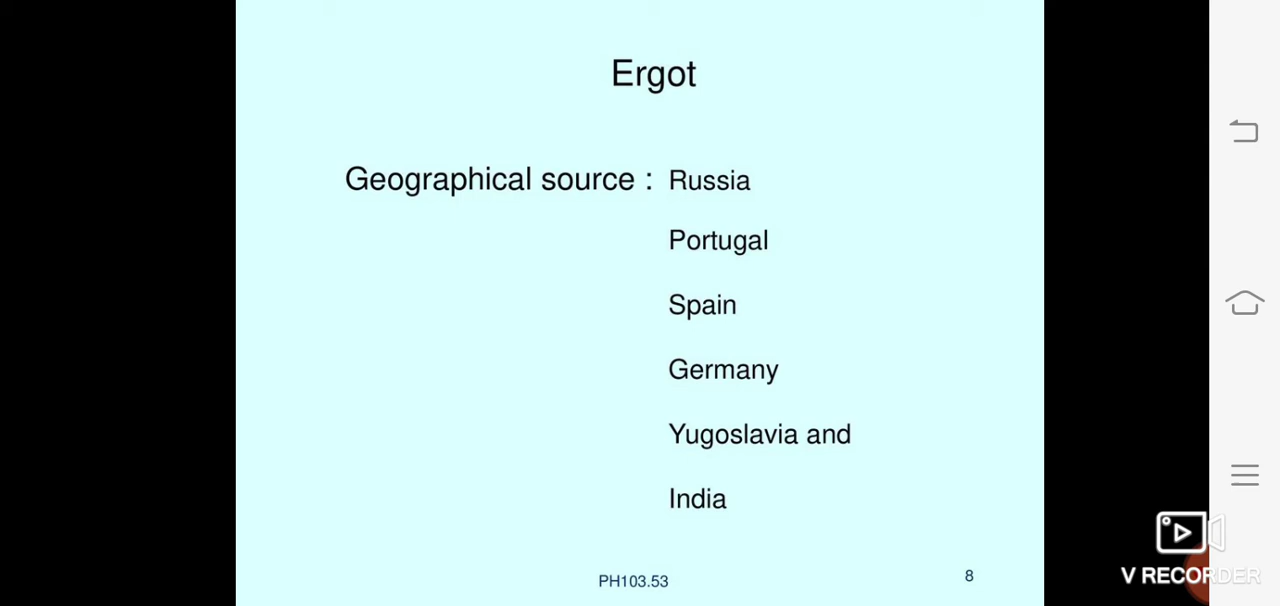 Ergot
Geographical source : Russia
Portugal
Spain
Germany
Yugoslavia and
India
PH103.53
8
V RECORDER